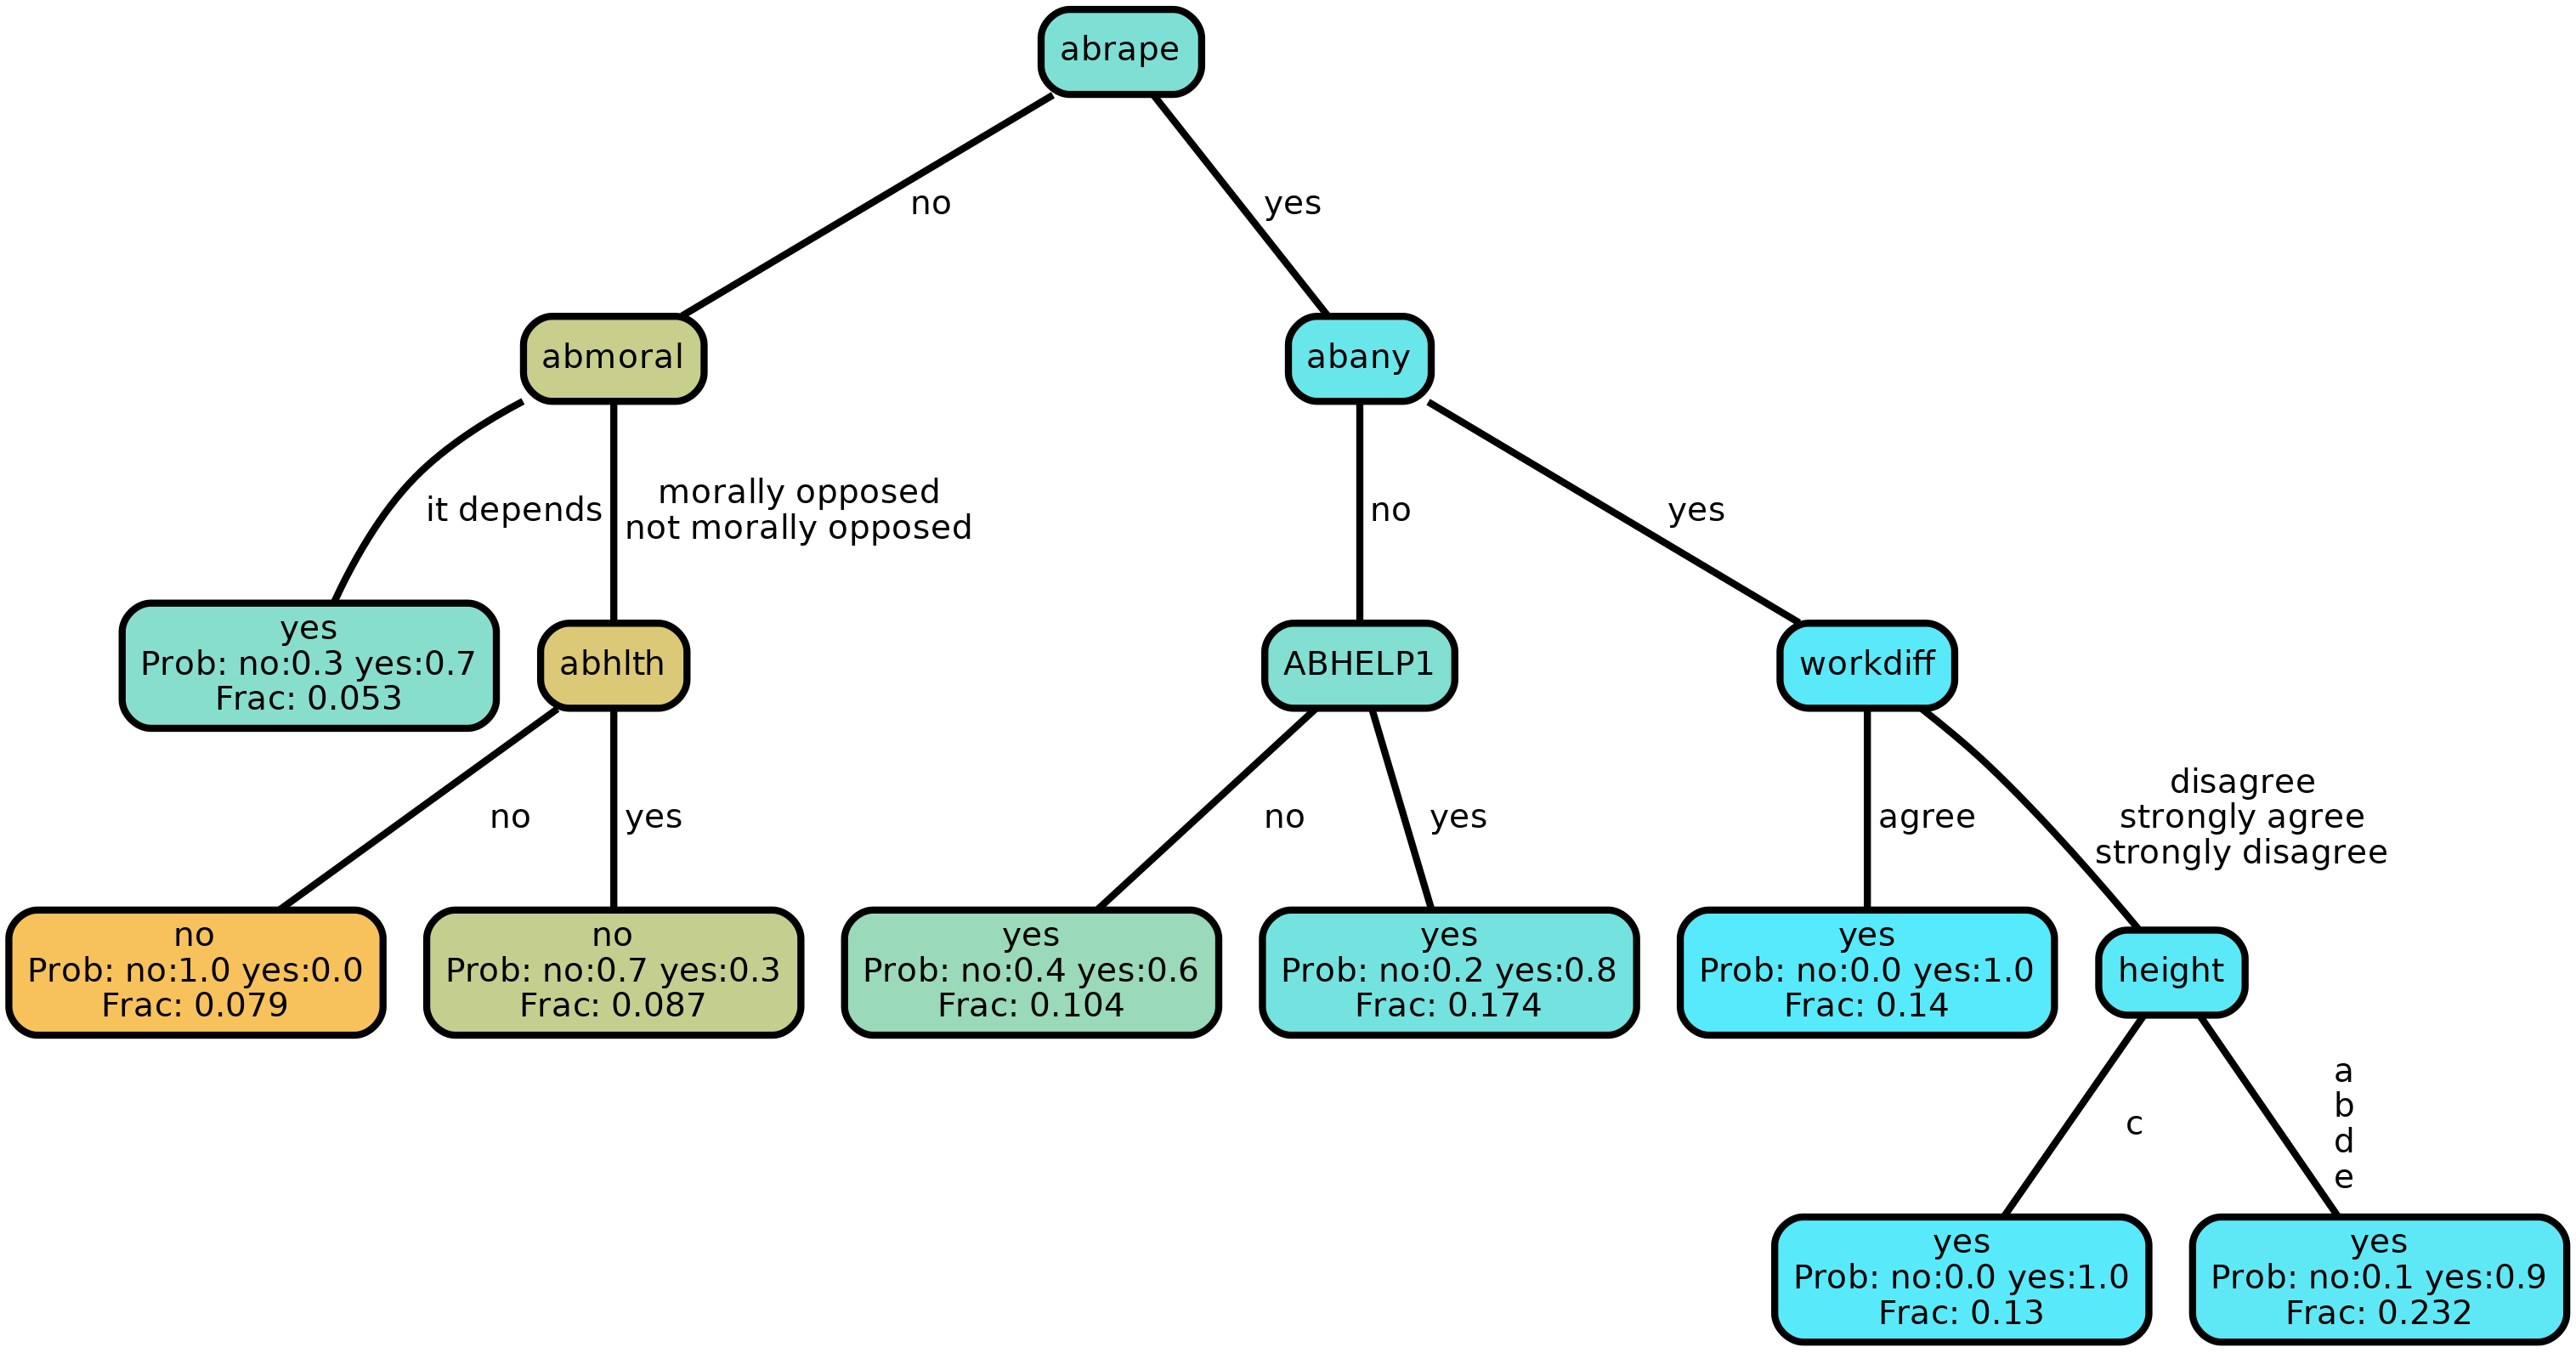 abrape
no
yes
abmoral
abany
it depends
morally opposed
not morally opposed
no
yes
yes
Prob: no:0.3 yes:0.7
Frac: 0.053
abhlth
ABHELP1
workdiff
no
yes
no
yes
agree
disagree
strongly agree
strongly disagree
no
Prob: no:1.0 yes:0.0
Frac: 0.079
no
Prob: no:0.7 yes:0.3
Frac: 0.087
yes
Prob: no:0.4 yes:0.6
Frac: 0.104
yes
Prob: no:0.2 yes:0.8
Frac: 0.174
yes
Prob: no:0.0 yes:1.0
Frac: 0.14
height
c
a
b
d
e
yes
Prob: no:0.0 yes:1.0
Frac: 0.13
yes
Prob: no:0.1 yes:0.9
Frac: 0.232